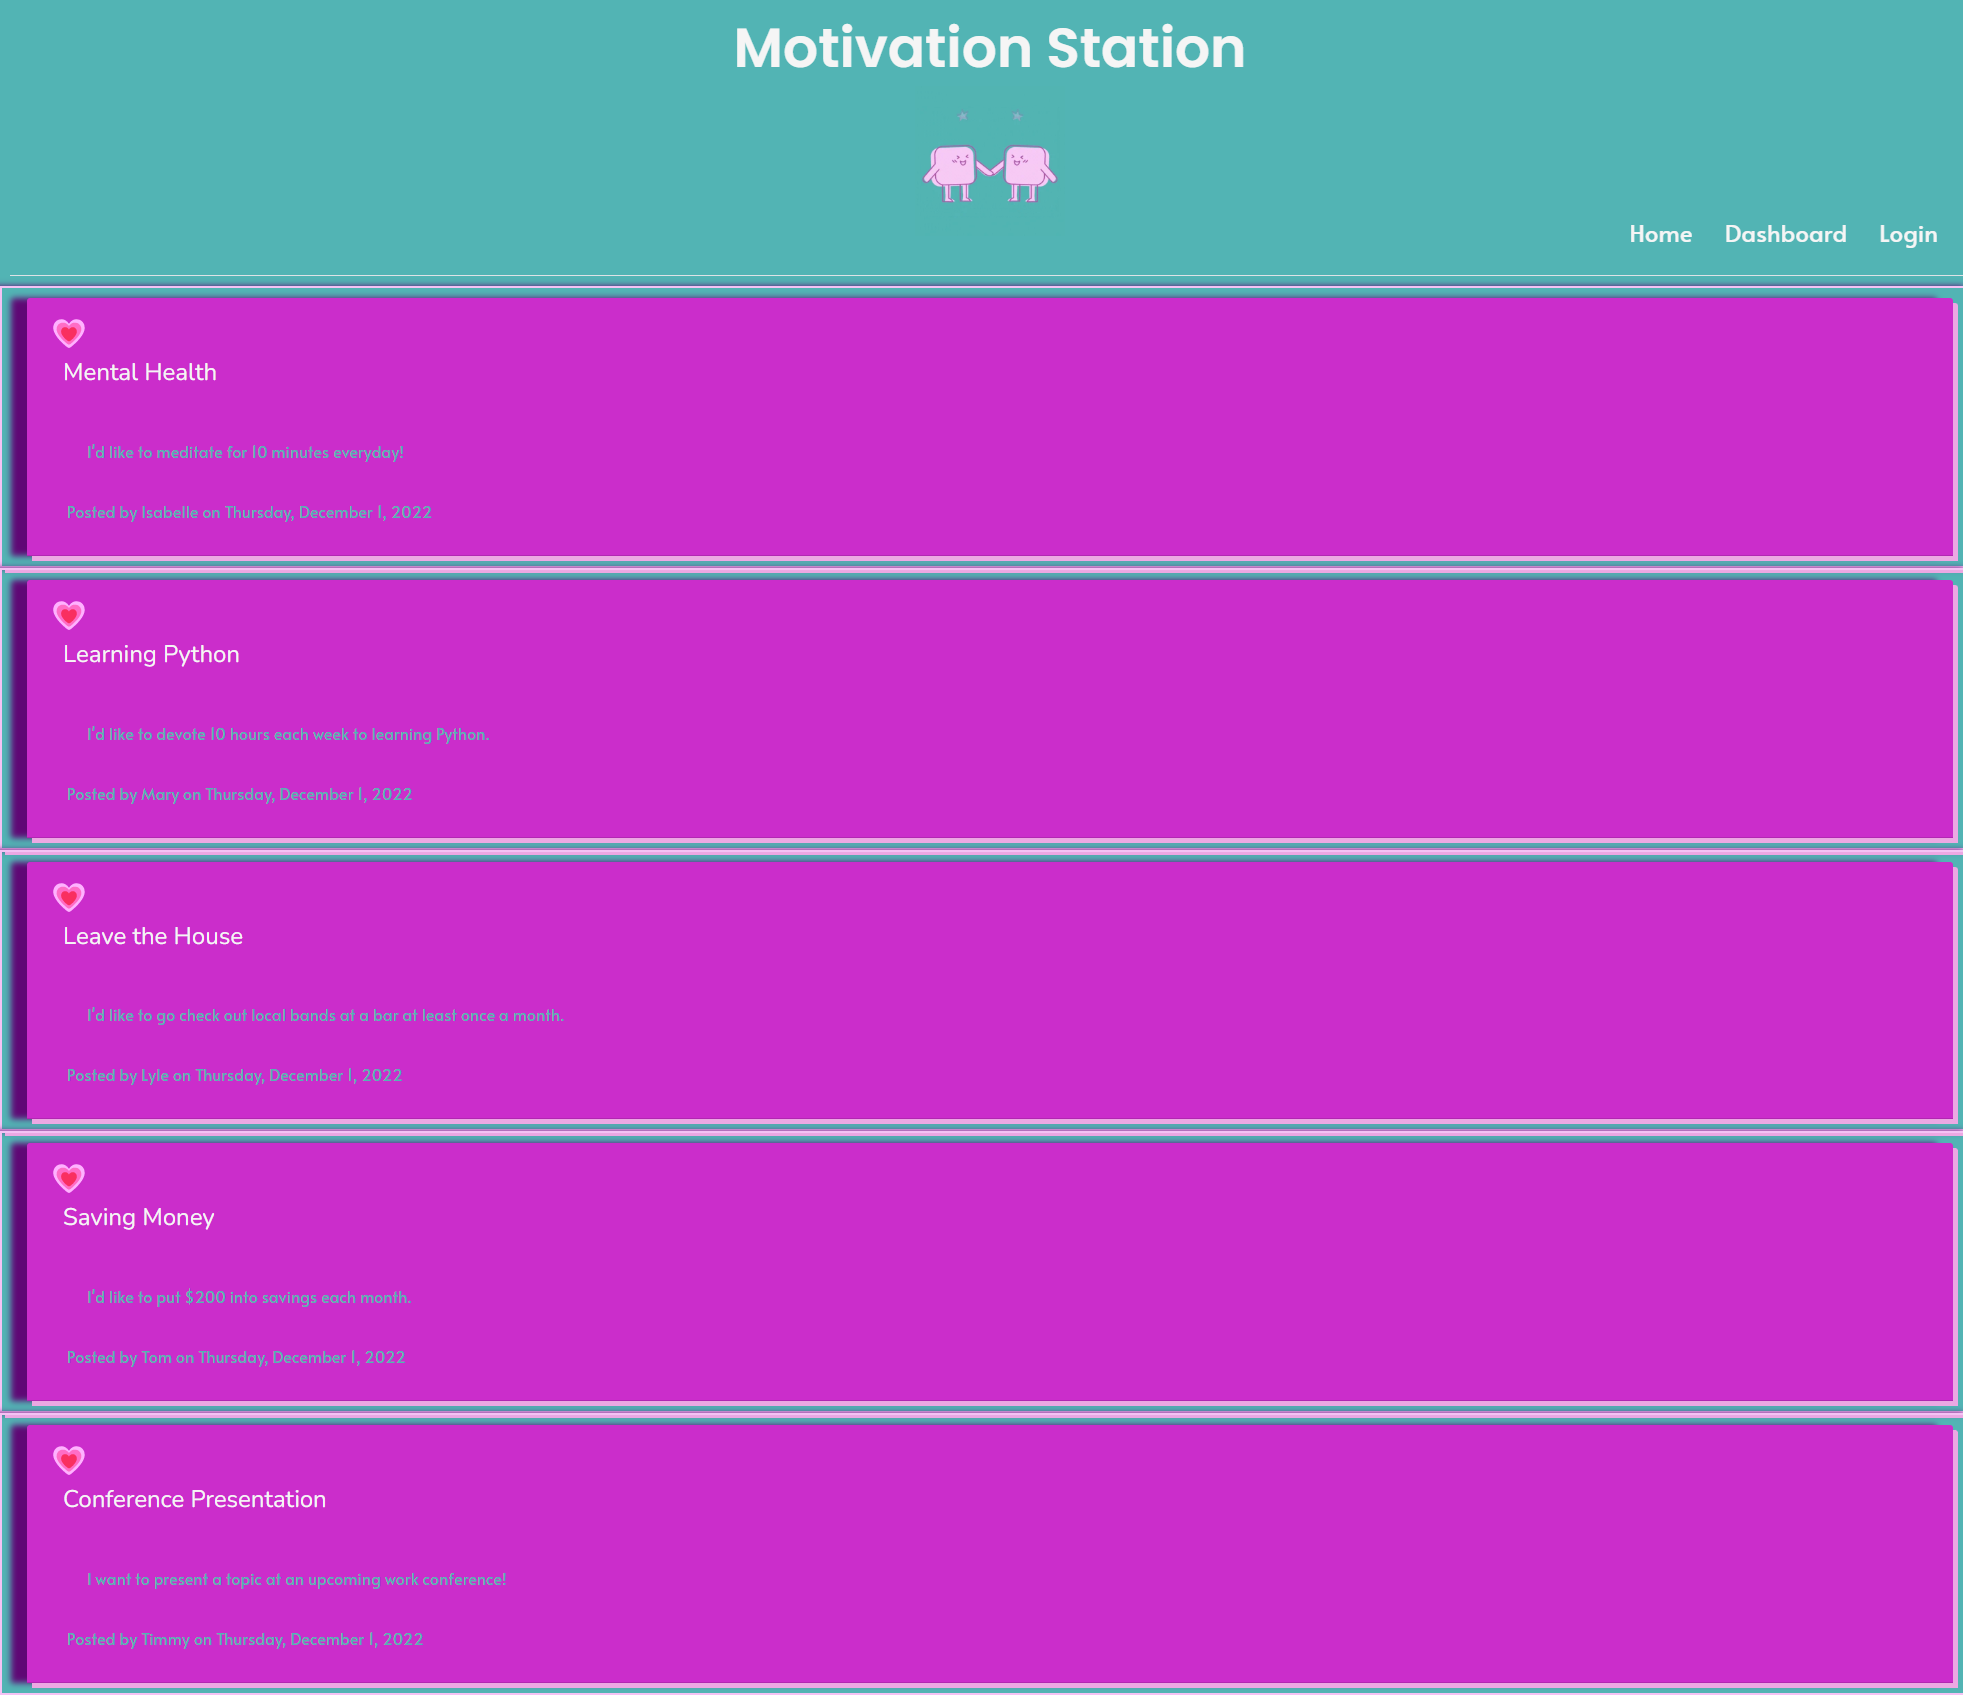 Motivation Station
Home Dashboard Login
Mental Health
I'd like to meditate for 10 minutes everyday!
Posted by Isabelle on Thursday, December 1, 2022
Learning Python
I'd like to devote 10 hours each week to learning Python.
Posted by Mary on Thursday, December 1, 2022
Leave the House
I'd like to go check out local bands at a bar at least once a month.
Posted by Lyle on Thursday, December 1, 2022
Saving Money
I'd like to put $200 into savings each month.
Posted by Tom on Thursday, December 1, 2022
Conference Presentation
I want to present a topic at an upcoming work conference!
Posted by Timmy on Thursday, December 1, 2022